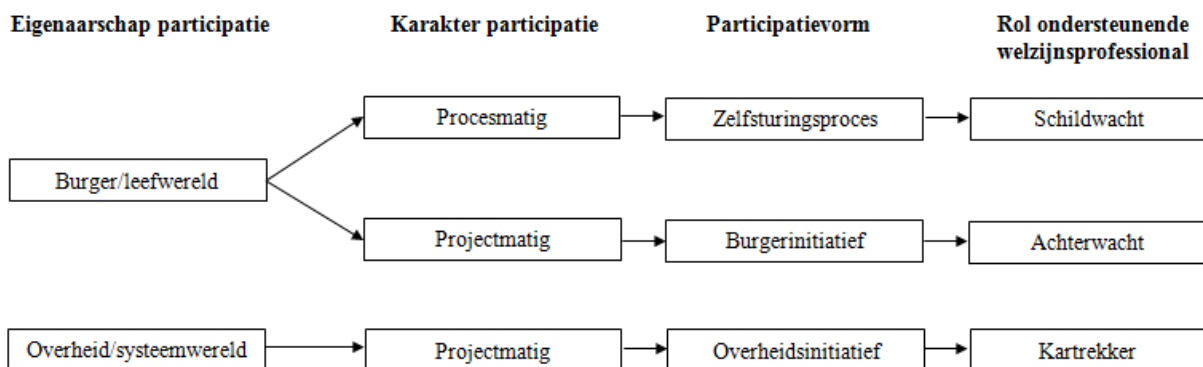 Eigenaarschap participatie
Karakter participatie
Participatievorm
Rol ondersteunende
welzijnsprofessional
Procesmatig
Zelfsturingsproces
Schildwacht
Burger/leefwereld
Projectmatig
Burgerinitiatief
Achterwacht
Overheid/systeemwereld
Projectmatig
Overheidsinitiatief
Kartrekker